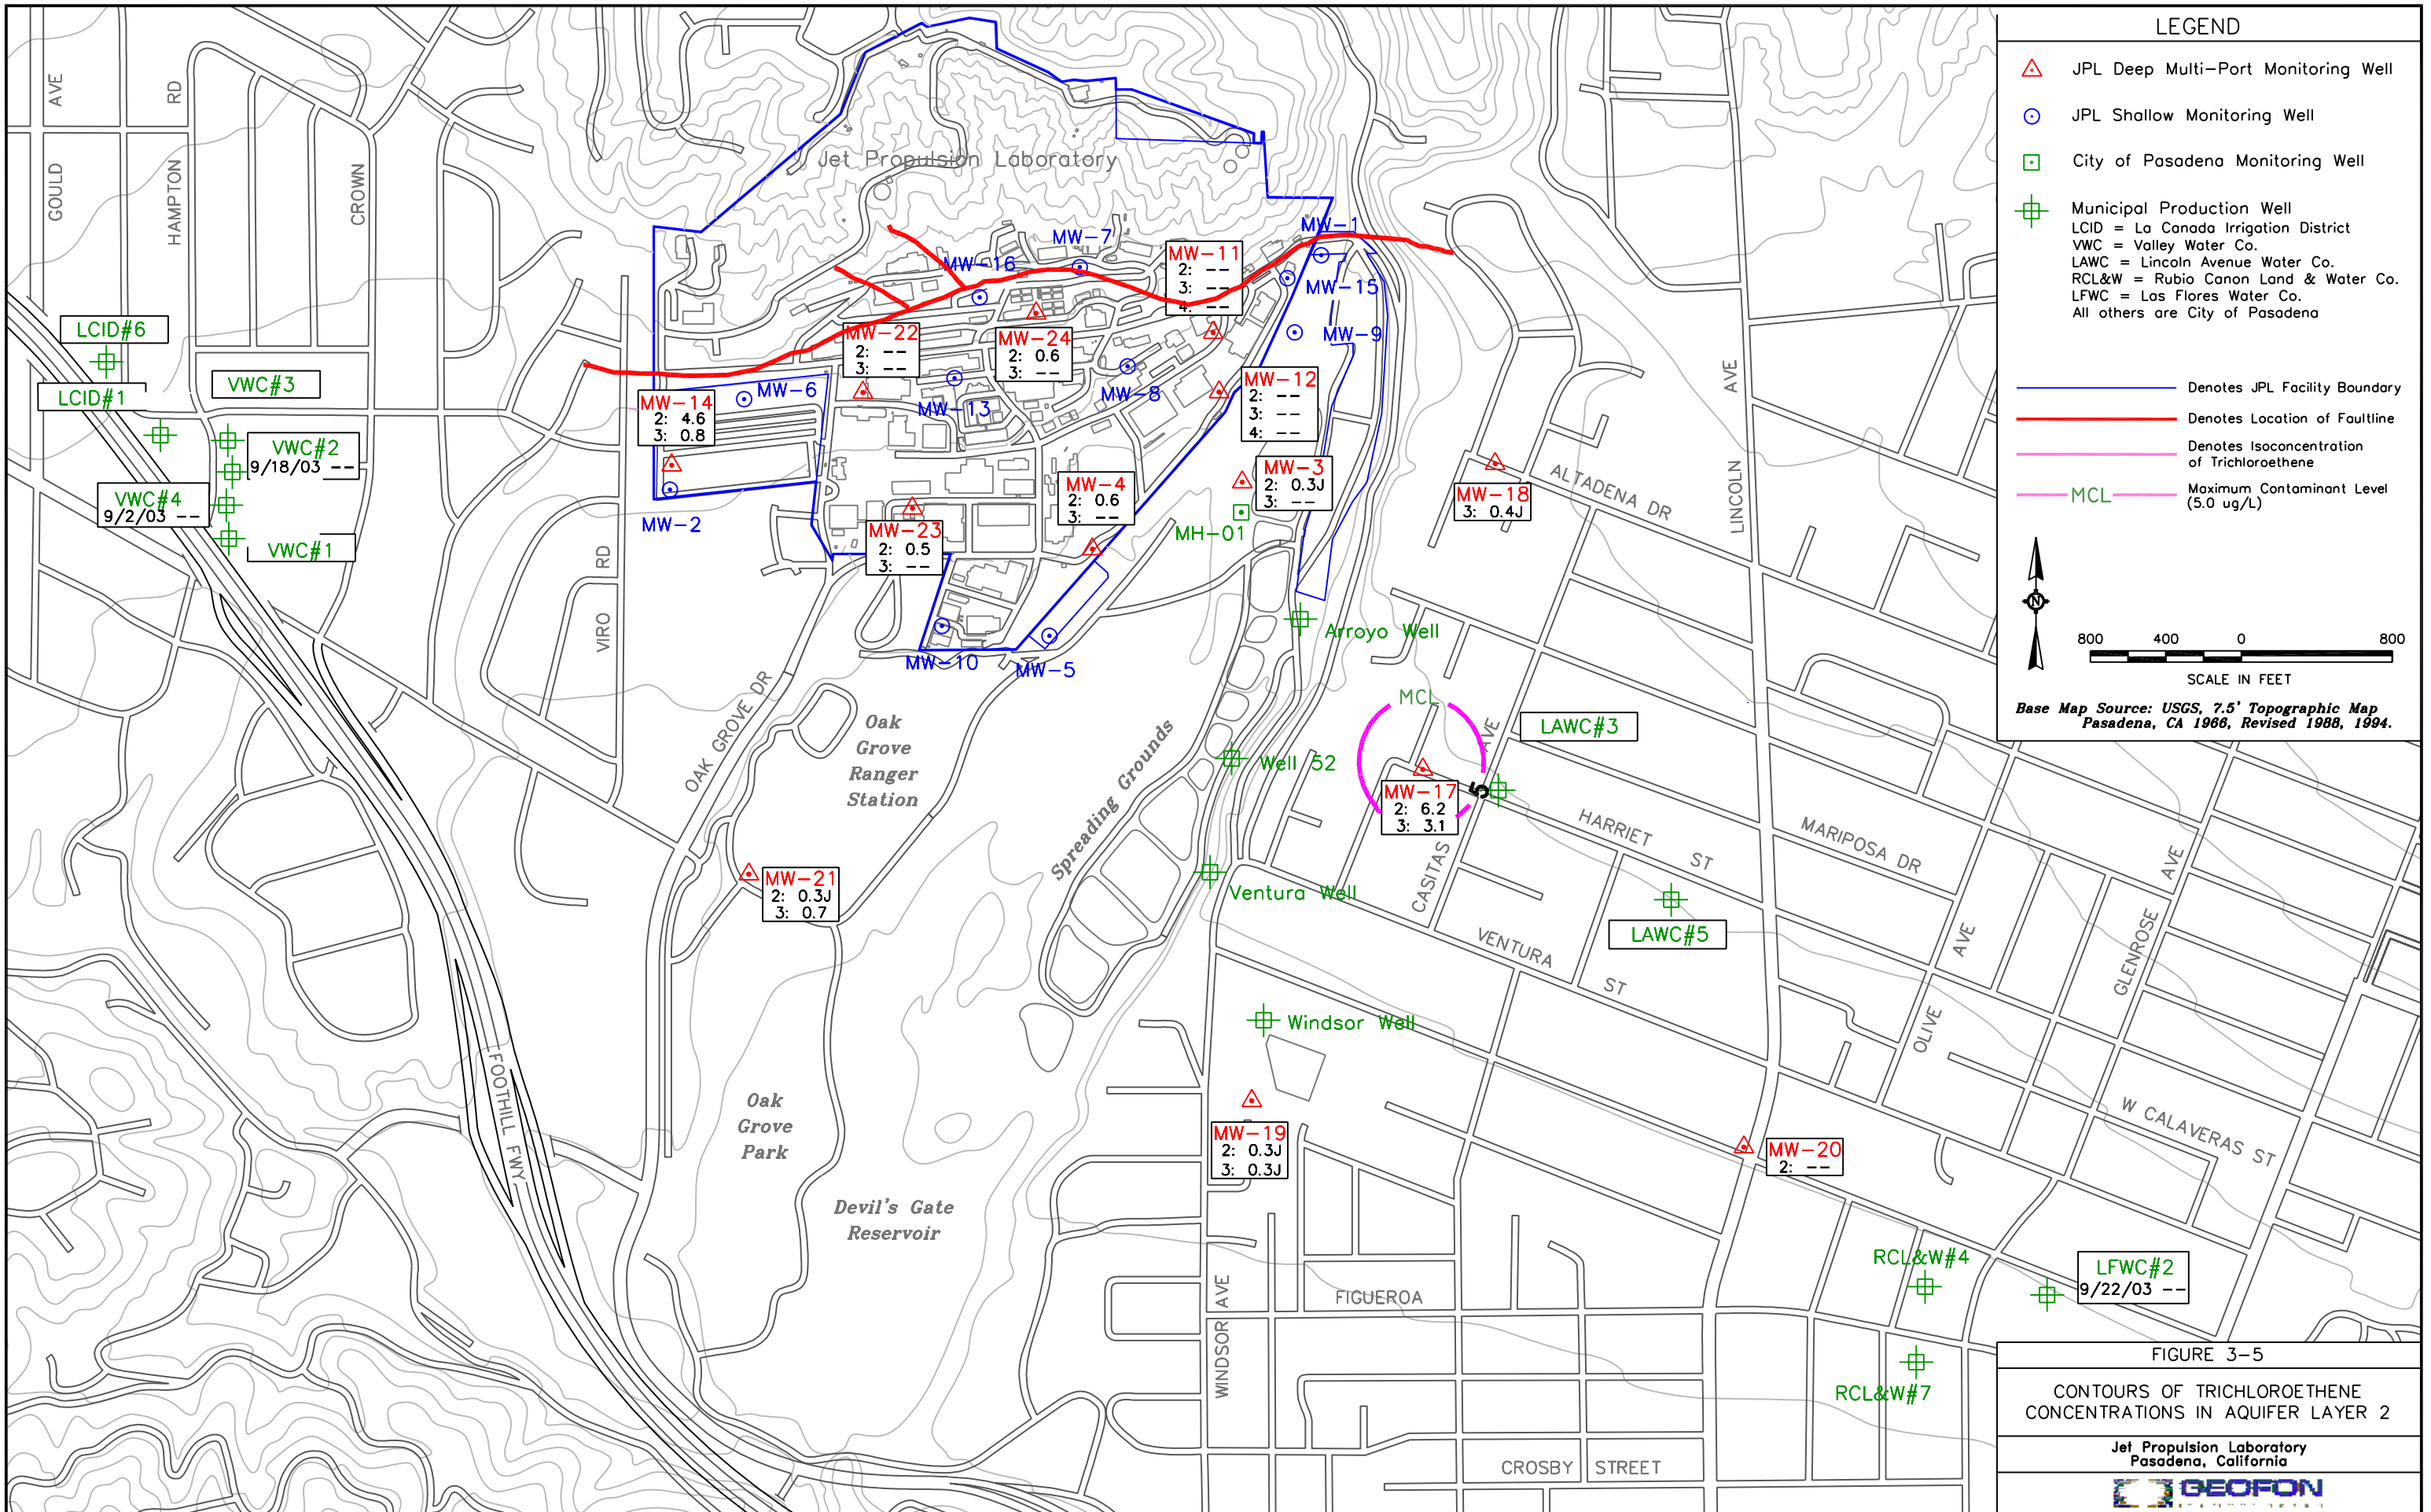 LEGEND
JPL Deep Multi-Port Monitoring Well
JPL Shallow Monitoring Well
City of Pasadena Monitoring Well
Municipal Production Well
LCID = La Canada Irrigation District
VWC = Valley Water Co.
LAWC = Lincoln Avenue Water Co.
RCL&W = Rubio Canon Land & Water Co.
LFWC = Las Flores Water Co.
All others are City of Pasadena
Denotes JPL Facility Boundary
Denotes Location of Faultline
Denotes Isoconcentration
of Trichloroethene
MCL
Maximum Contaminant Level
(5.0 ug/L)
N
800 400 0 800
SCALE IN FEET
Base Map Source: USGS, 7.5' Topographic Map
Pasadena, CA 1966, Revised 1988, 1994.
GOULD AVE
HAMPTON RD
CROWN
Jet Propulsion Laboratory
MW-7
MW-16
MW-11
2: --
3: --
4: --
MW-1
MW-15
MW-9
LCID#6
LCID#1
VWC#3
VWC#2
9/18/03 --
VWC#4
9/2/03 --
VWC#1
MW-22
2: --
3: --
MW-24
2: 0.6
3: --
MW-8
MW-12
2: --
3: --
4: --
MW-6
MW-13
MW-14
2: 4.6
3: 0.8
MW-2
MW-23
2: 0.5
3: --
MW-4
2: 0.6
3: --
MW-3
2: 0.3J
3: --
MH-01
MW-18
3: 0.4J
ALTADENA DR
LINCOLN AVE
VIRO RD
MW-10
MW-5
Arroyo Well
OAK GROVE DR
Oak
Grove
Ranger
Station
Spreading Grounds
Well 52
MCL
5
MW-17
2: 6.2
3: 3.1
LAWC#3
CASITAS AVE
HARRIET ST
MARIPOSA DR
MW-21
2: 0.3J
3: 0.7
Ventura Well
LAWC#5
VENTURA ST
OLIVE AVE
GLENROSE AVE
Windsor Well
FOOTHILL FWY
Oak
Grove
Park
MW-19
2: 0.3J
3: 0.3J
MW-20
2: --
W CALAVERAS ST
Devil's Gate
Reservoir
WINDSOR AVE
FIGUEROA
RCL&W#4
LFWC#2
9/22/03 --
RCL&W#7
CROSBY STREET
FIGURE 3-5
CONTOURS OF TRICHLOROETHENE
CONCENTRATIONS IN AQUIFER LAYER 2
Jet Propulsion Laboratory
Pasadena, California
GEOFON